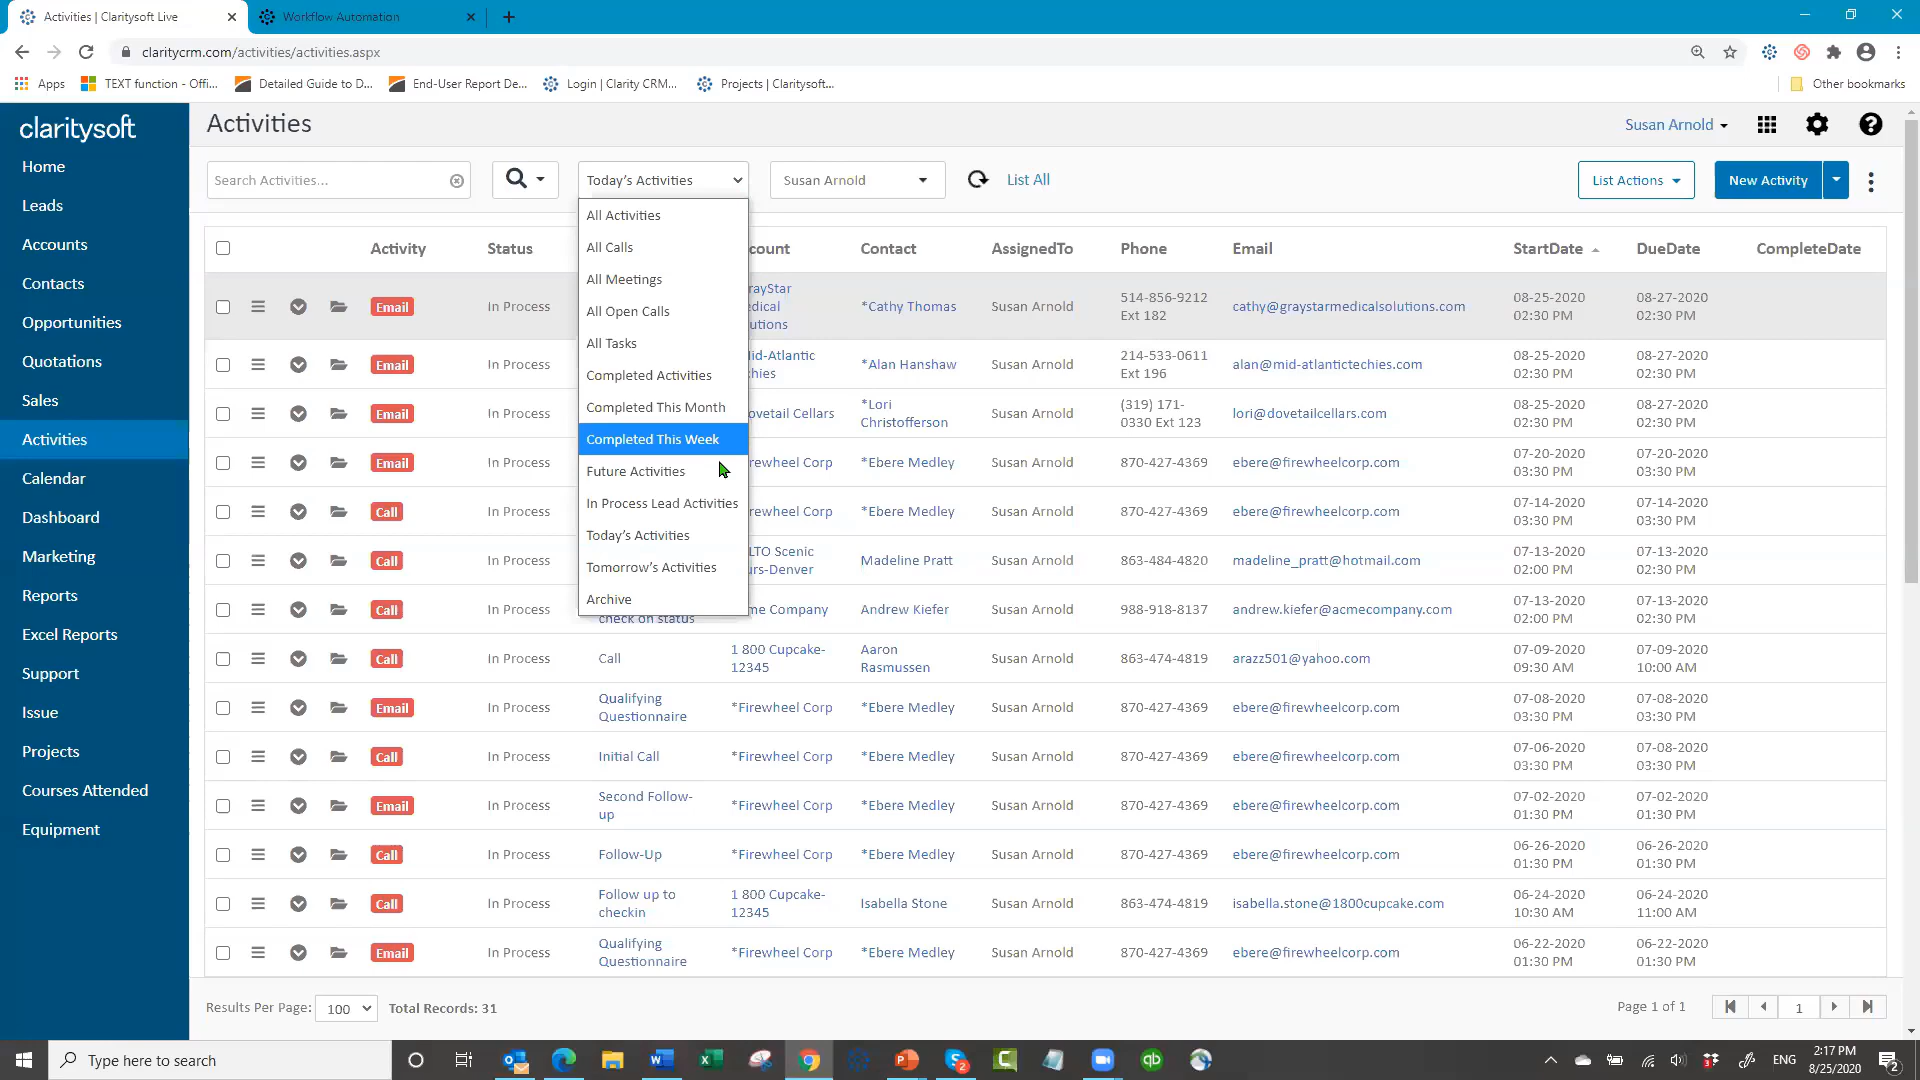 Activities | Claritysoft Live
Workflow Automation
claritycrm.com/activities/activities.aspx
Apps
TEXT function - Offi...
Detailed Guide to D...
End-User Report De...
Login | Clarity CRM...
Projects | Claritysoft...
Other bookmarks
claritysoft
Home
Leads
Accounts
Contacts
Opportunities
Quotations
Sales
Activities
Calendar
Dashboard
Marketing
Reports
Excel Reports
Support
Issue
Projects
Courses Attended
Equipment
Activities
Susan Arnold
Search Activities...
Today's Activities
Susan Arnold
List All
List Actions
New Activity
All Activities
All Calls
All Meetings
All Open Calls
All Tasks
Completed Activities
Completed This Month
Completed This Week
Future Activities
In Process Lead Activities
Today's Activities
Tomorrow's Activities
Archive
Activity Status count Contact AssignedTo Phone Email StartDate DueDate CompleteDate
Email In Process rayStar edical utions *Cathy Thomas Susan Arnold 514-856-9212 Ext 182 cathy@graystarmedicalsolutions.com 08-25-2020 02:30 PM 08-27-2020 02:30 PM
Email In Process id-Atlantic chies *Alan Hanshaw Susan Arnold 214-533-0611 Ext 196 alan@mid-atlantictechies.com 08-25-2020 02:30 PM 08-27-2020 02:30 PM
Email In Process ovetail Cellars *Lori Christofferson Susan Arnold (319) 171-0330 Ext 123 lori@dovetailcellars.com 08-25-2020 02:30 PM 08-27-2020 02:30 PM
Email In Process irewheel Corp *Ebere Medley Susan Arnold 870-427-4369 ebere@firewheelcorp.com 07-20-2020 03:30 PM 07-20-2020 03:30 PM
Call In Process irewheel Corp *Ebere Medley Susan Arnold 870-427-4369 ebere@firewheelcorp.com 07-14-2020 03:30 PM 07-14-2020 03:30 PM
Call In Process LTO Scenic urs-Denver Madeline Pratt Susan Arnold 863-484-4820 madeline_pratt@hotmail.com 07-13-2020 02:00 PM 07-13-2020 02:30 PM
Call In Process check on status me Company Andrew Kiefer Susan Arnold 988-918-8137 andrew.kiefer@acmecompany.com 07-13-2020 02:00 PM 07-13-2020 02:30 PM
Call In Process Call 1 800 Cupcake-12345 Aaron Rasmussen Susan Arnold 863-474-4819 arazz501@yahoo.com 07-09-2020 09:30 AM 07-09-2020 10:00 AM
Email In Process Qualifying Questionnaire *Firewheel Corp *Ebere Medley Susan Arnold 870-427-4369 ebere@firewheelcorp.com 07-08-2020 03:30 PM 07-08-2020 03:30 PM
Call In Process Initial Call *Firewheel Corp *Ebere Medley Susan Arnold 870-427-4369 ebere@firewheelcorp.com 07-06-2020 03:30 PM 07-08-2020 03:30 PM
Email In Process Second Follow-up *Firewheel Corp *Ebere Medley Susan Arnold 870-427-4369 ebere@firewheelcorp.com 07-02-2020 01:30 PM 07-02-2020 01:30 PM
Call In Process Follow-Up *Firewheel Corp *Ebere Medley Susan Arnold 870-427-4369 ebere@firewheelcorp.com 06-26-2020 01:30 PM 06-26-2020 01:30 PM
Call In Process Follow up to checkin 1 800 Cupcake-12345 Isabella Stone Susan Arnold 863-474-4819 isabella.stone@1800cupcake.com 06-24-2020 10:30 AM 06-24-2020 11:00 AM
Email In Process Qualifying Questionnaire *Firewheel Corp *Ebere Medley Susan Arnold 870-427-4369 ebere@firewheelcorp.com 06-22-2020 01:30 PM 06-22-2020 01:30 PM
Results Per Page: 100 Total Records: 31
Page 1 of 1
1
Type here to search
ENG
2:17 PM
8/25/2020